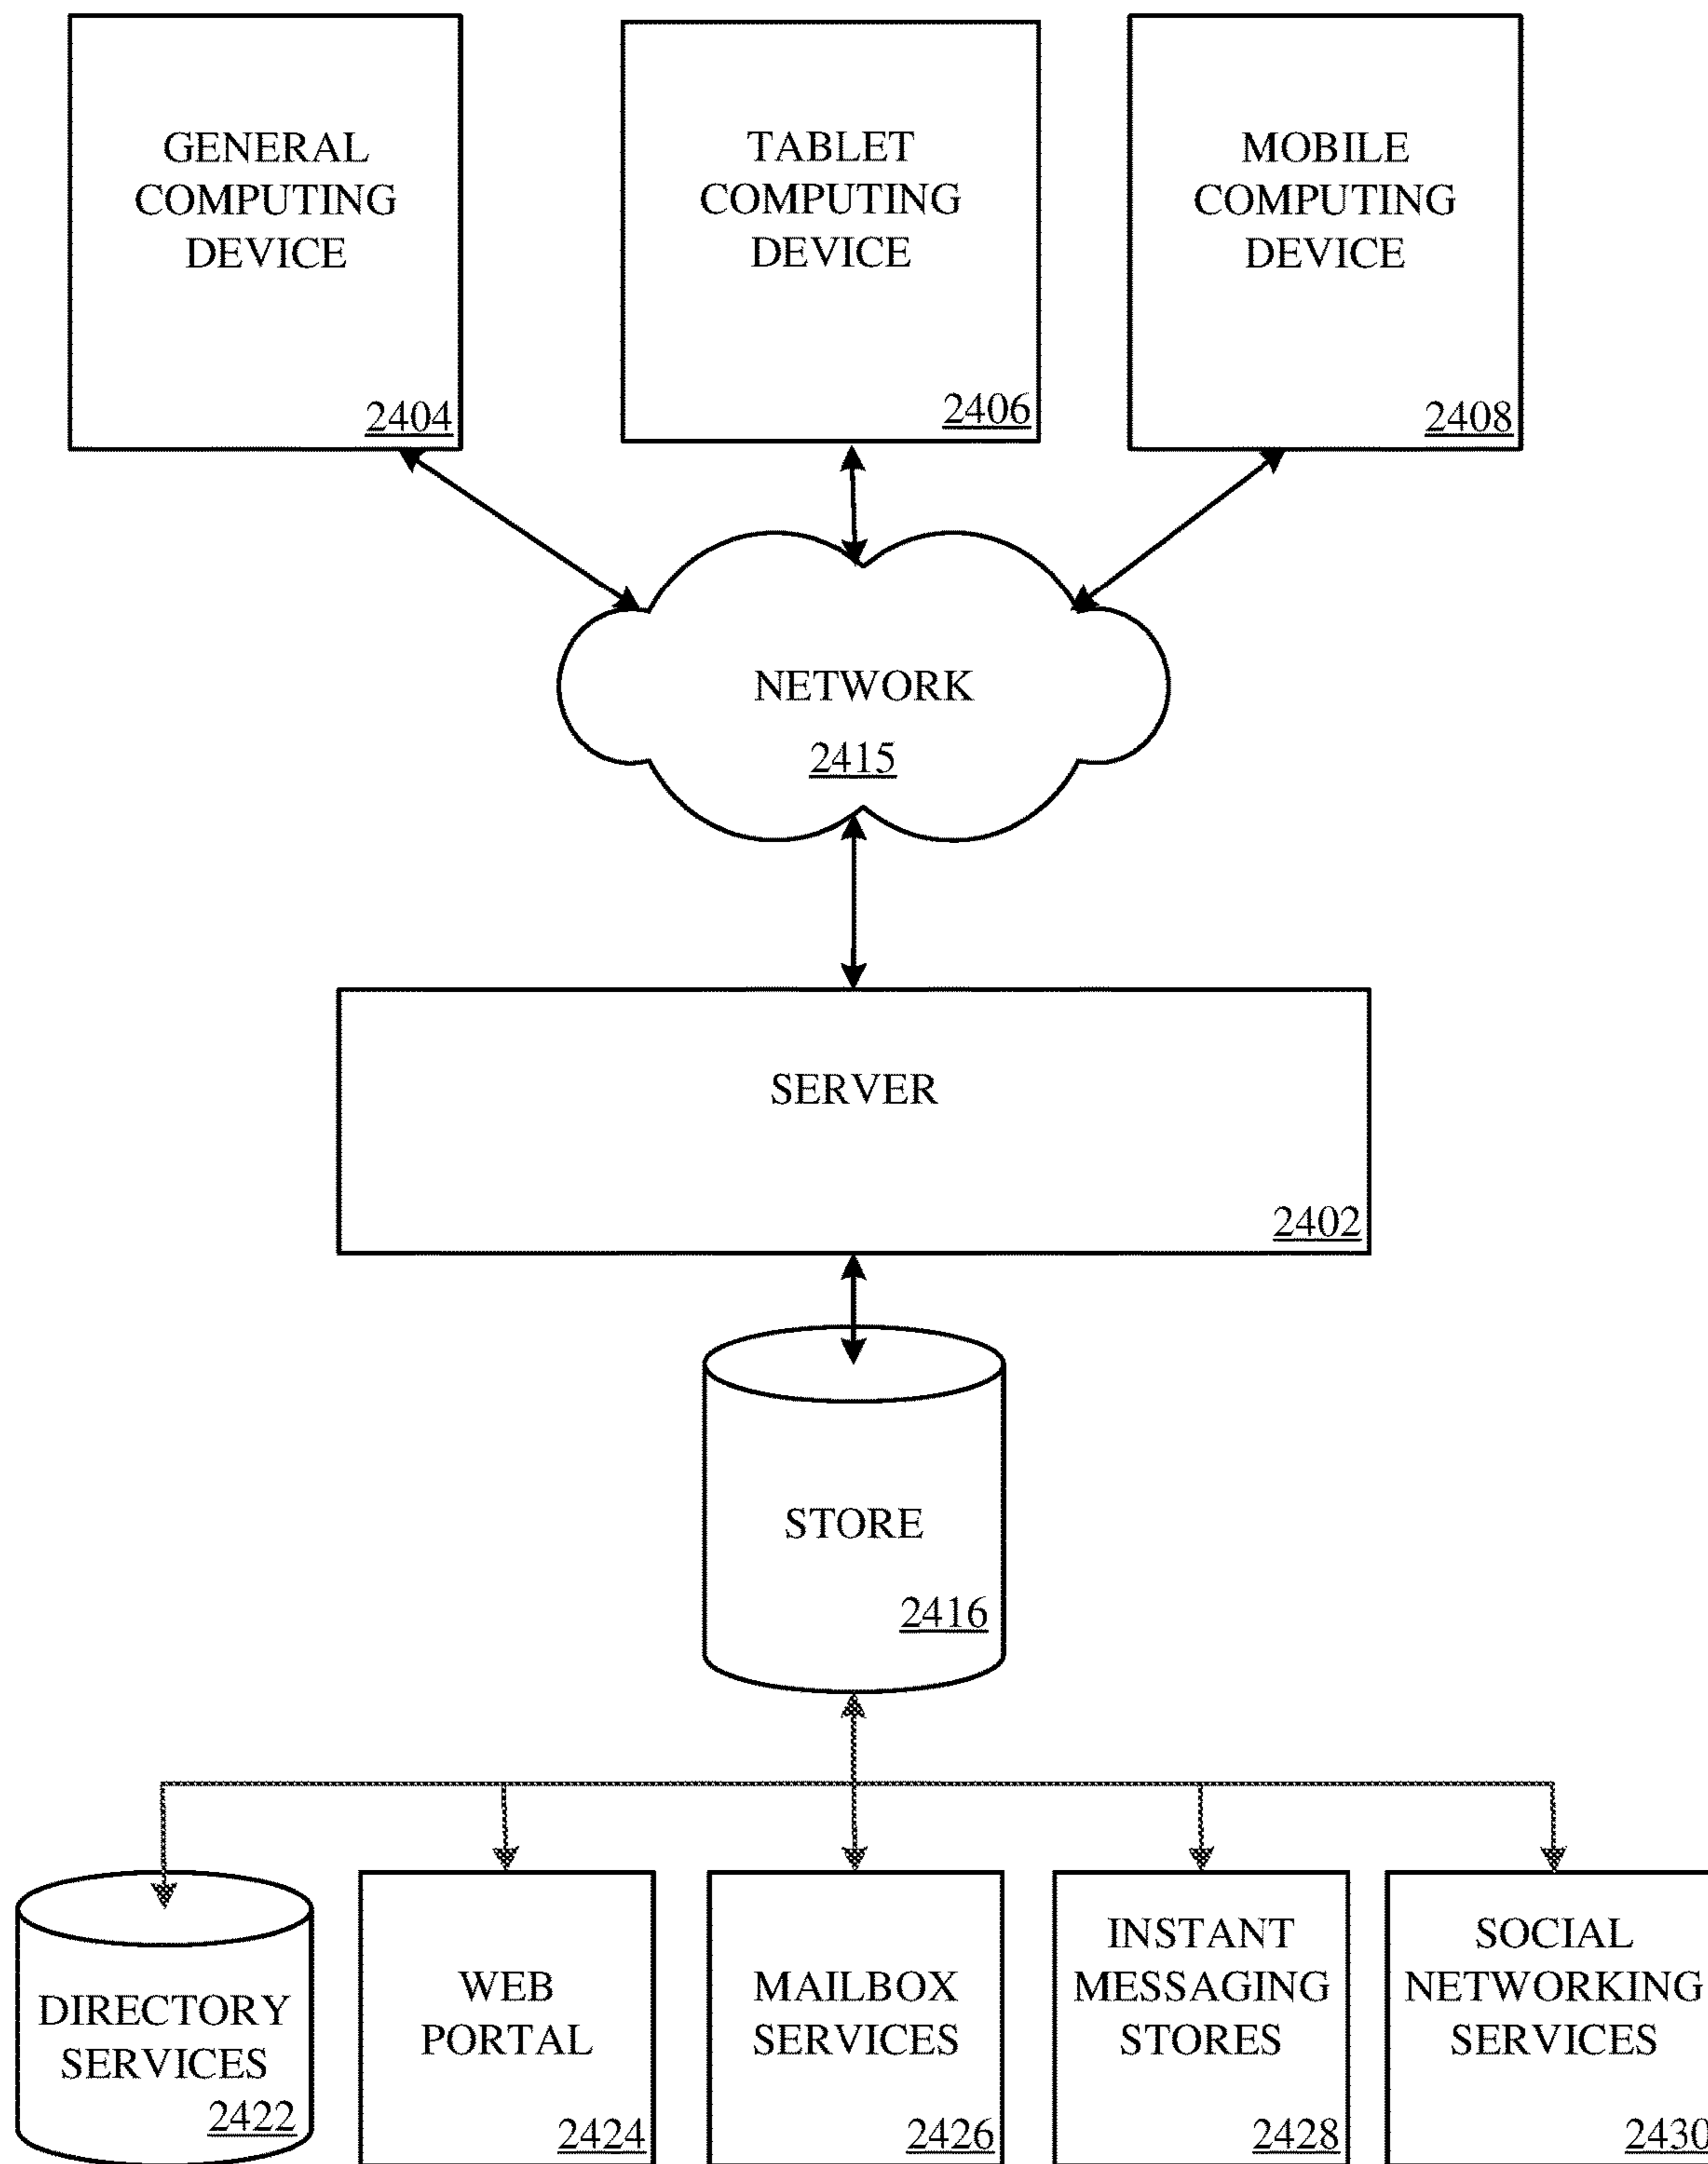 GENERAL
COMPUTING
DEVICE
2404
TABLET
COMPUTING
DEVICE
2406
MOBILE
COMPUTING
DEVICE
2408
NETWORK
2415
SERVER
2402
STORE
2416
DIRECTORY
SERVICES
2422
WEB
PORTAL
2424
MAILBOX
SERVICES
2426
INSTANT
MESSAGING
STORES
2428
SOCIAL
NETWORKING
SERVICES
2430